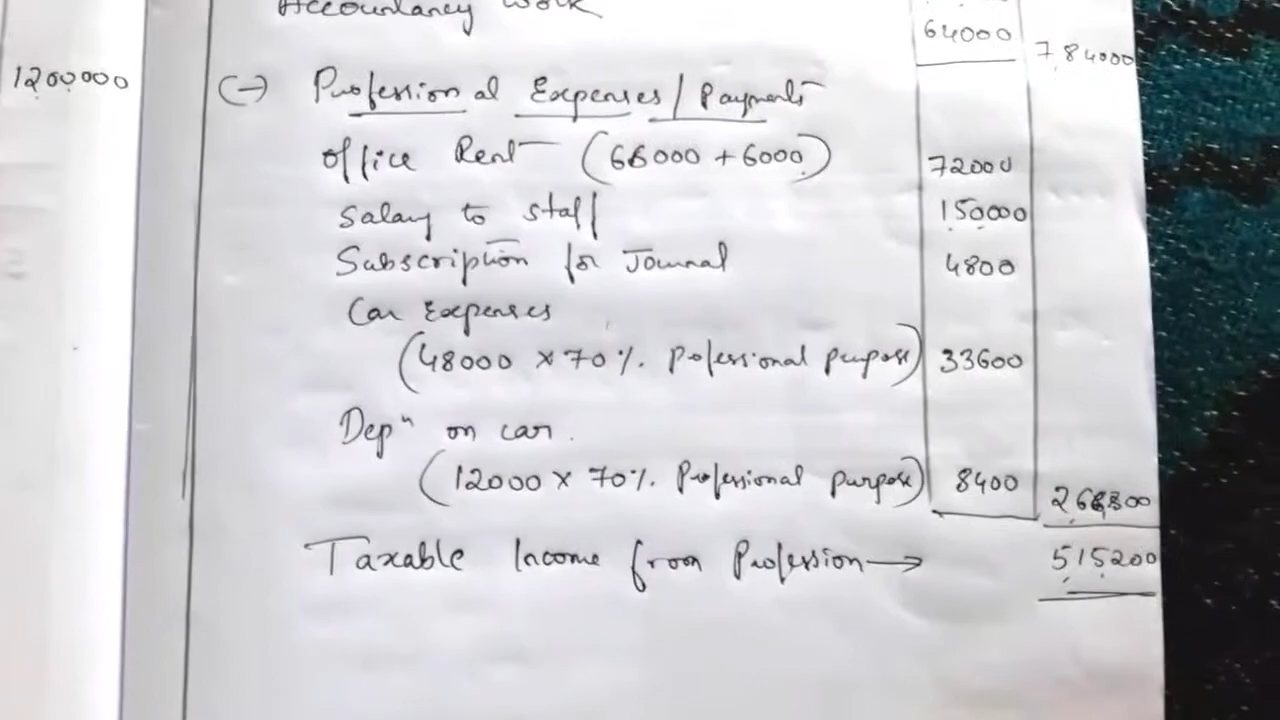 Accountancy Work
64000 7,84000
1200000
(-) Professional Expenses / Payments
Office Rent (66000 + 6000) 72000
Salary to staff 150000
Subscription for Journal 4800
Car Expenses
(48000 x 70%. Professional purpose) 33600
Depn on car.
(12000 x 70%. Professional purpose) 8400 268800
Taxable Income from Profession → 515200